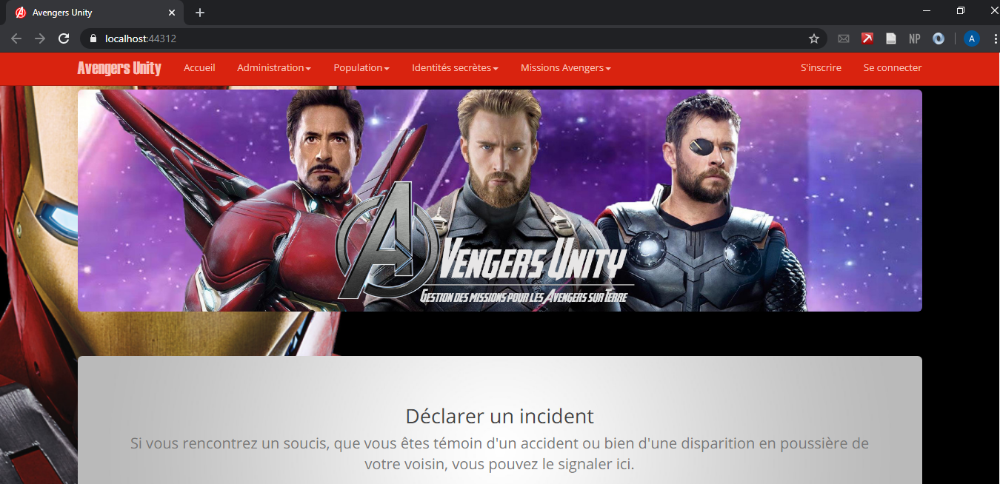 Avengers Unity
localhost:44312
NP
A
Avengers Unity Accueil Administration Population Identités secrètes Missions Avengers S'inscrire Se connecter
AVENGERS UNITY
GESTION DES MISSIONS POUR LES AVENGERS SUR TERRE
Déclarer un incident
Si vous rencontrez un soucis, que vous êtes témoin d'un accident ou bien d'une disparition en poussière de
votre voisin, vous pouvez le signaler ici.